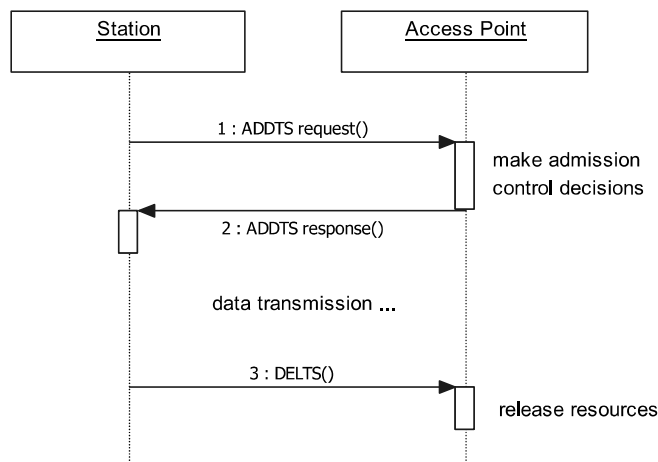 Station
Access Point
1 : ADDTS request()
make admission
control decisions
2 : ADDTS response()
data transmission ...
3 : DELTS()
release resources